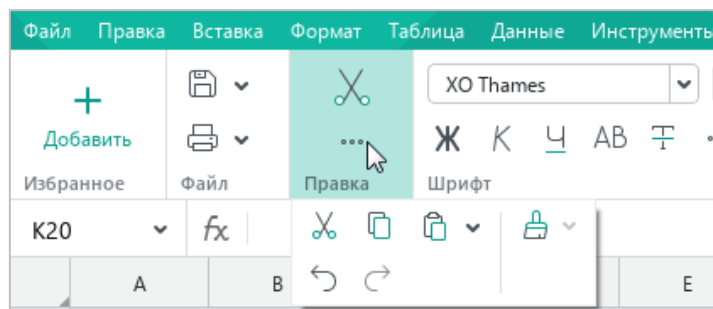 Файл Правка Вставка Формат Таблица Данные Инструменты
XO Thames
Добавить
Ж К Ч АВ Т
Избранное Файл Правка Шрифт
K20 fx
A B E